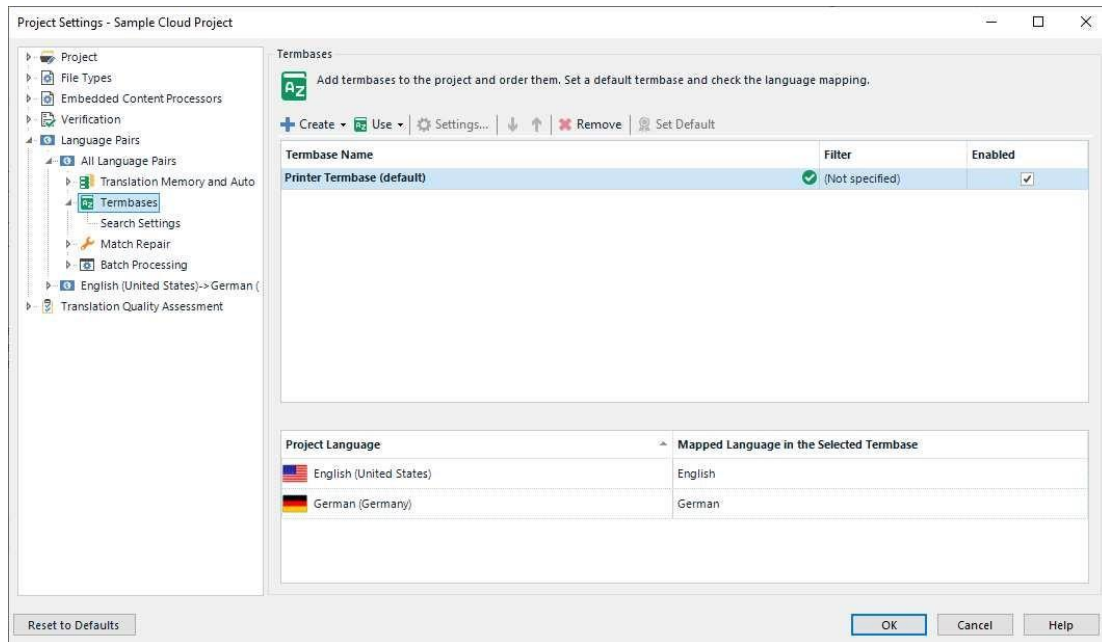 Project Settings - Sample Cloud Project
Project
File Types
Embedded Content Processors
Verification
Language Pairs
All Language Pairs
Translation Memory and Auto
Termbases
Search Settings
Match Repair
Batch Processing
English (United States)->German (
Translation Quality Assessment
Termbases
AZ
Add termbases to the project and order them. Set a default termbase and check the language mapping.
Create Use Settings... Remove Set Default
Termbase Name Filter Enabled
Printer Termbase (default) (Not specified)
Project Language Mapped Language in the Selected Termbase
English (United States) English
German (Germany) German
Reset to Defaults OK Cancel Help